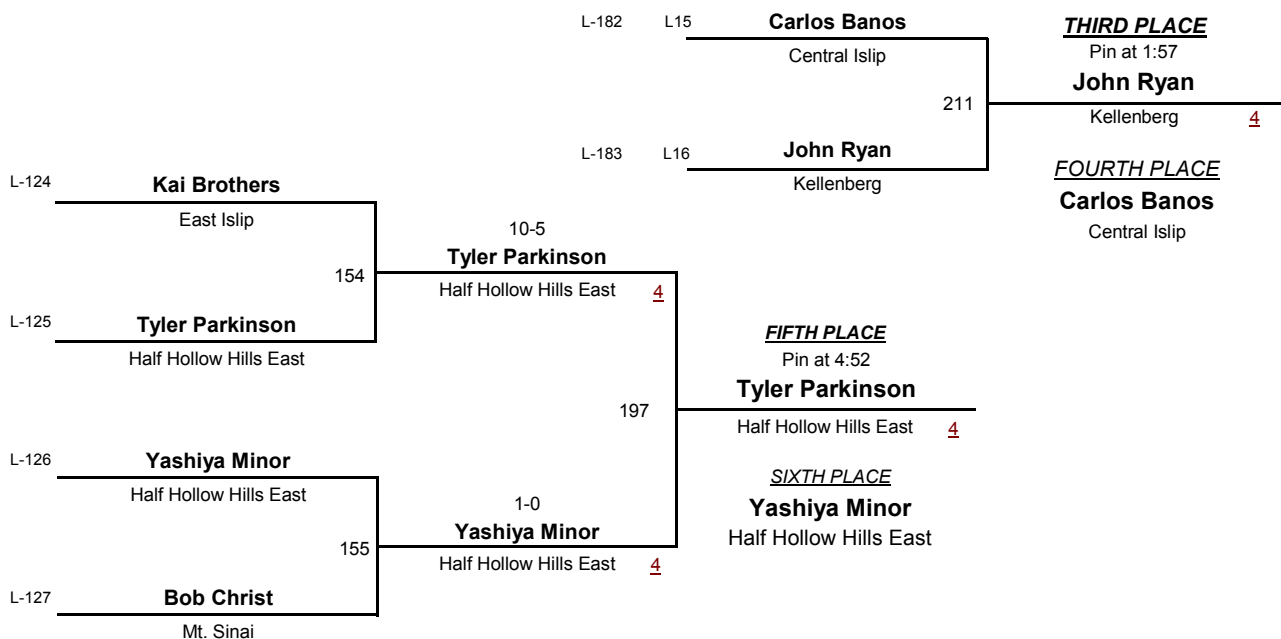 L-182 L15 Carlos Banos
Central Islip
211
L-183 L16 John Ryan
Kellenberg
THIRD PLACE
Pin at 1:57
John Ryan
Kellenberg 4
FOURTH PLACE
Carlos Banos
Central Islip
L-124 Kai Brothers
East Islip
154
L-125 Tyler Parkinson
Half Hollow Hills East
10-5
Tyler Parkinson
Half Hollow Hills East 4
L-126 Yashiya Minor
Half Hollow Hills East
155
L-127 Bob Christ
Mt. Sinai
1-0
Yashiya Minor
Half Hollow Hills East 4
197
FIFTH PLACE
Pin at 4:52
Tyler Parkinson
Half Hollow Hills East 4
SIXTH PLACE
Yashiya Minor
Half Hollow Hills East